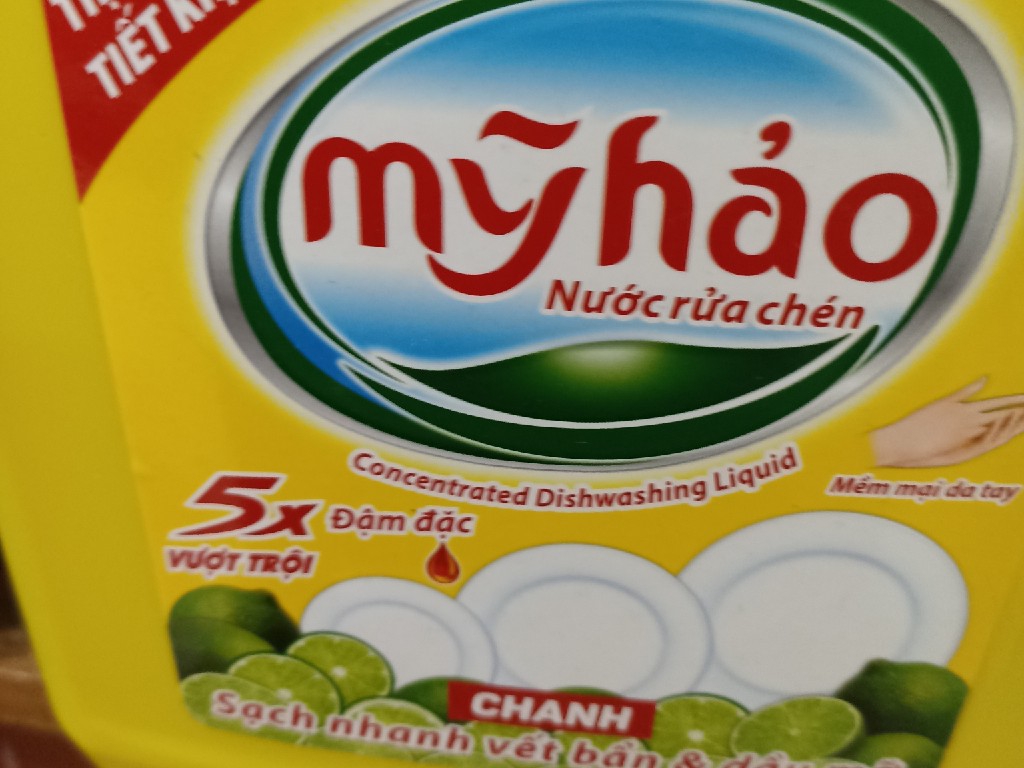 TIẾT
mỹhảo
Nước rửa chén
Concentrated Dishwashing Liquid
Mềm mại da tay
5x Đậm đặc
VƯỢT TRỘI
CHANH
Sạch nhanh vết bẩn &